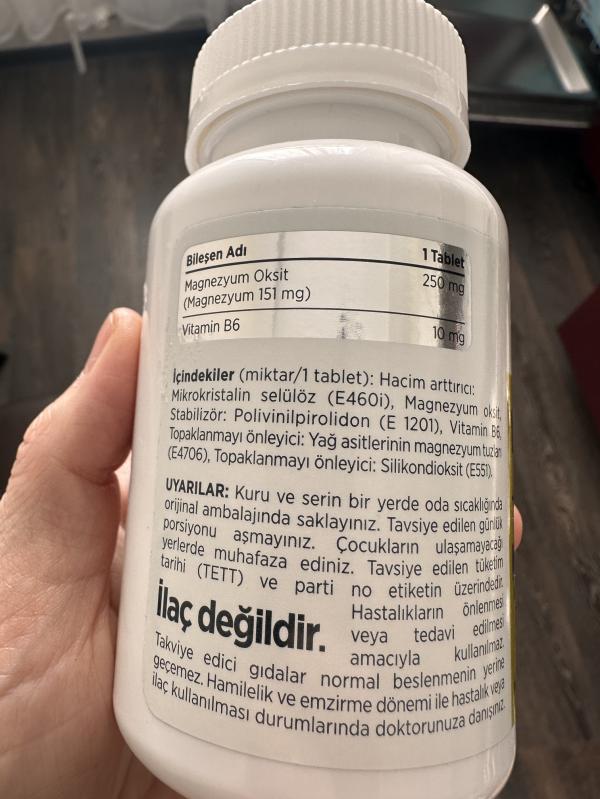 Bileşen Adı 1 Tablet
Magnezyum Oksit 250 mg
(Magnezyum 151 mg)
Vitamin B6 10 mg
İçindekiler (miktar/1 tablet): Hacim arttırıcı:
Mikrokristalin selülöz (E460i), Magnezyum oksit,
Stabilizör: Polivinilpirolidon (E 1201), Vitamin B6,
Topaklanmayı önleyici: Yağ asitlerinin magnezyum tuzları
(E4706), Topaklanmayı önleyici: Silikondioksit (E551).
UYARILAR: Kuru ve serin bir yerde oda sıcaklığında
orijinal ambalajında saklayınız. Tavsiye edilen günlük
porsiyonu aşmayınız. Çocukların ulaşamayacağı
yerlerde muhafaza ediniz. Tavsiye edilen tüketim
tarihi (TETT) ve parti no etiketin üzerindedir.
İlaç değildir. Hastalıkların önlenmesi
veya tedavi edilmesi
amacıyla kullanılmaz.
Takviye edici gıdalar normal beslenmenin yerine
geçemez. Hamilelik ve emzirme dönemi ile hastalık veya
ilaç kullanılması durumlarında doktorunuza danışınız.